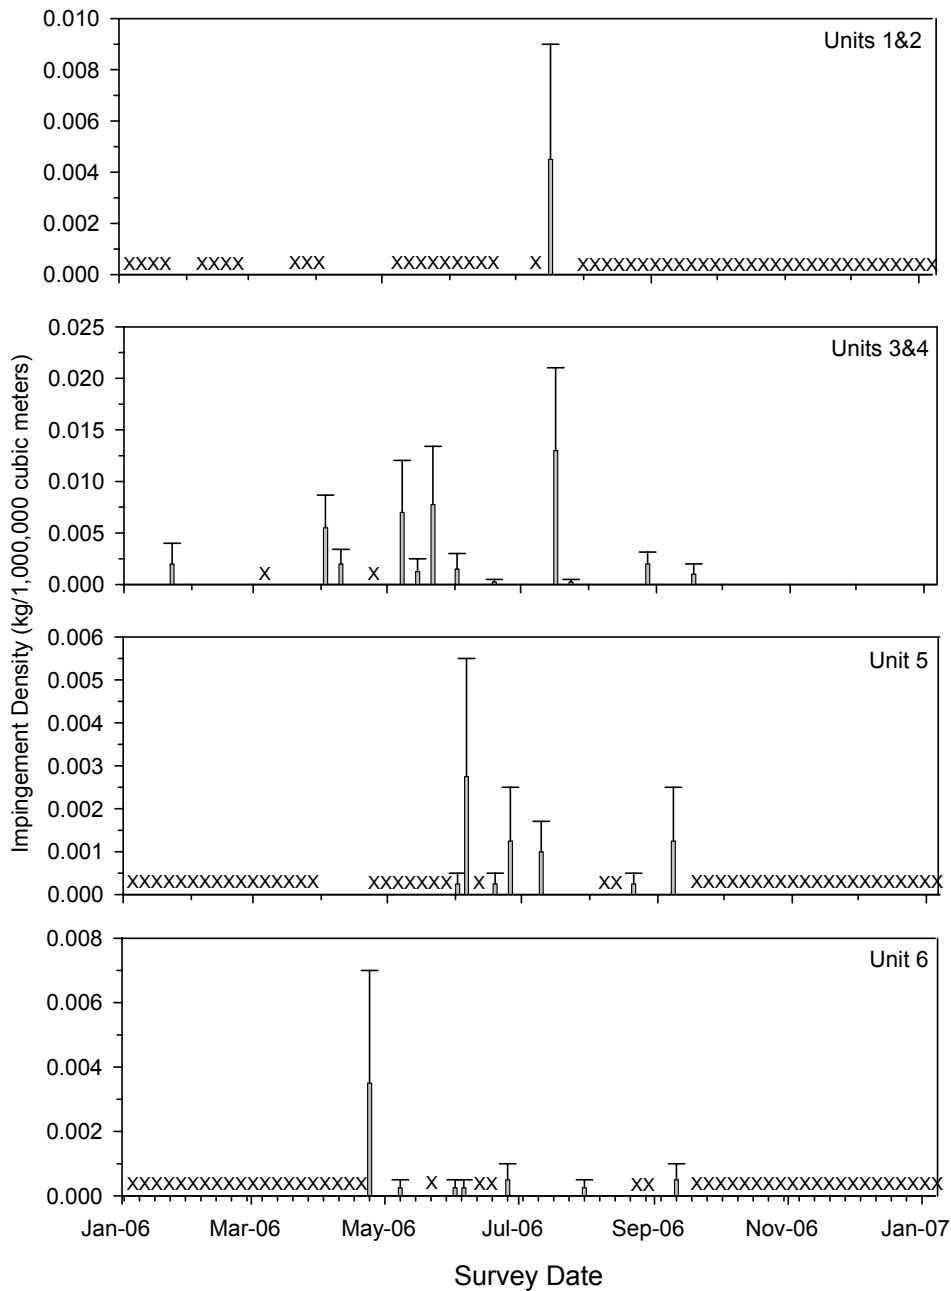 Impingement Density (kg/1,000,000 cubic meters)
Units 1&2
0.010
0.008
0.006
0.004
0.002
0.000
XXXX XXXX XXX XXXXXXXXX X XXXXXXXXXXXXXXXXXXXXXXXXXXXXXX
Units 3&4
0.025
0.020
0.015
0.010
0.005
0.000
X X
Unit 5
0.006
0.005
0.004
0.003
0.002
0.001
0.000
XXXXXXXXXXXXXXXX XXXXXXX X XX XXXXXXXXXXXXXXXXXXXXX
Unit 6
0.008
0.006
0.004
0.002
0.000
XXXXXXXXXXXXXXXXXXXX X XX XX XXXXXXXXXXXXXXXXXXXXX
Jan-06 Mar-06 May-06 Jul-06 Sep-06 Nov-06 Jan-07
Survey Date